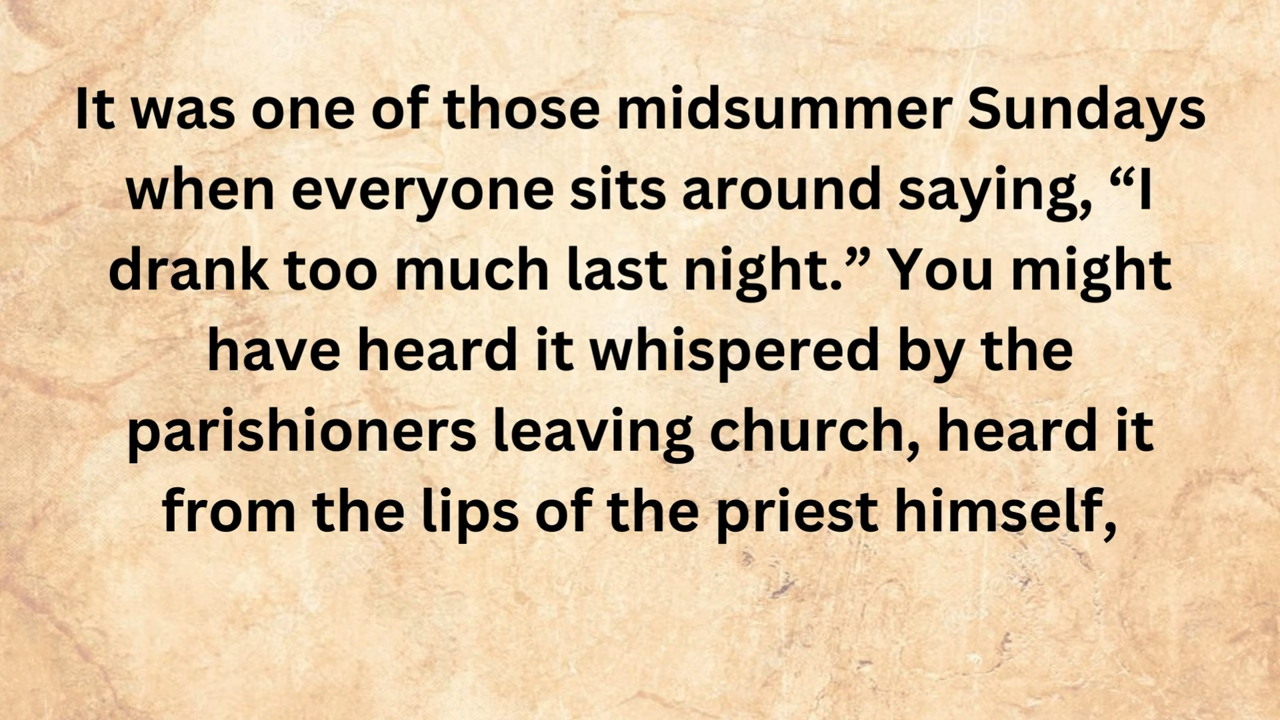 It was one of those midsummer Sundays
when everyone sits around saying, “I
drank too much last night.” You might
have heard it whispered by the
parishioners leaving church, heard it
from the lips of the priest himself,